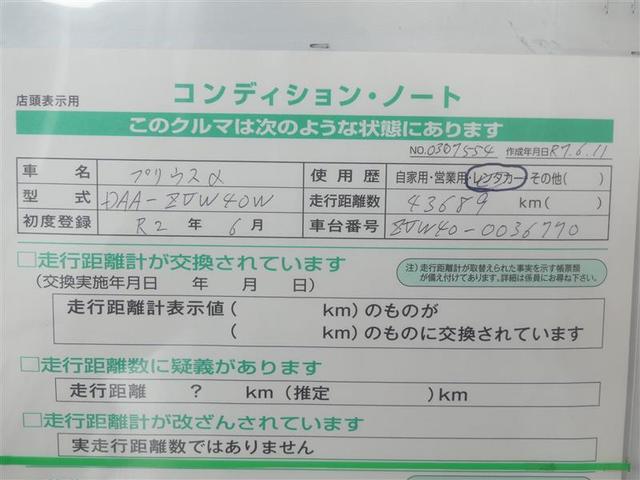 コンディション・ノート
店頭表示用
このクルマは次のような状態にあります
NO.0307554 作成年月日R7.6.11
車名 プリウスα 使用歴 自家用・営業用・レンタカー・その他( )
型式 DAA-ZVW40W 走行距離数 43689 km( )
初度登録 R2 年 6 月 車台番号 ZVW40-0036770
□走行距離計が交換されています
(交換実施年月日 年 月 日)
注)走行距離計が取替えられた事実を示す帳票類
が備え付けてあります。詳細は係員にお尋ね下さい。
走行距離計表示値( km)のものが
( km)のものに交換されています
□走行距離数に疑義があります
走行距離 ? km(推定 )km
□走行距離計が改ざんされています
実走行距離数ではありません